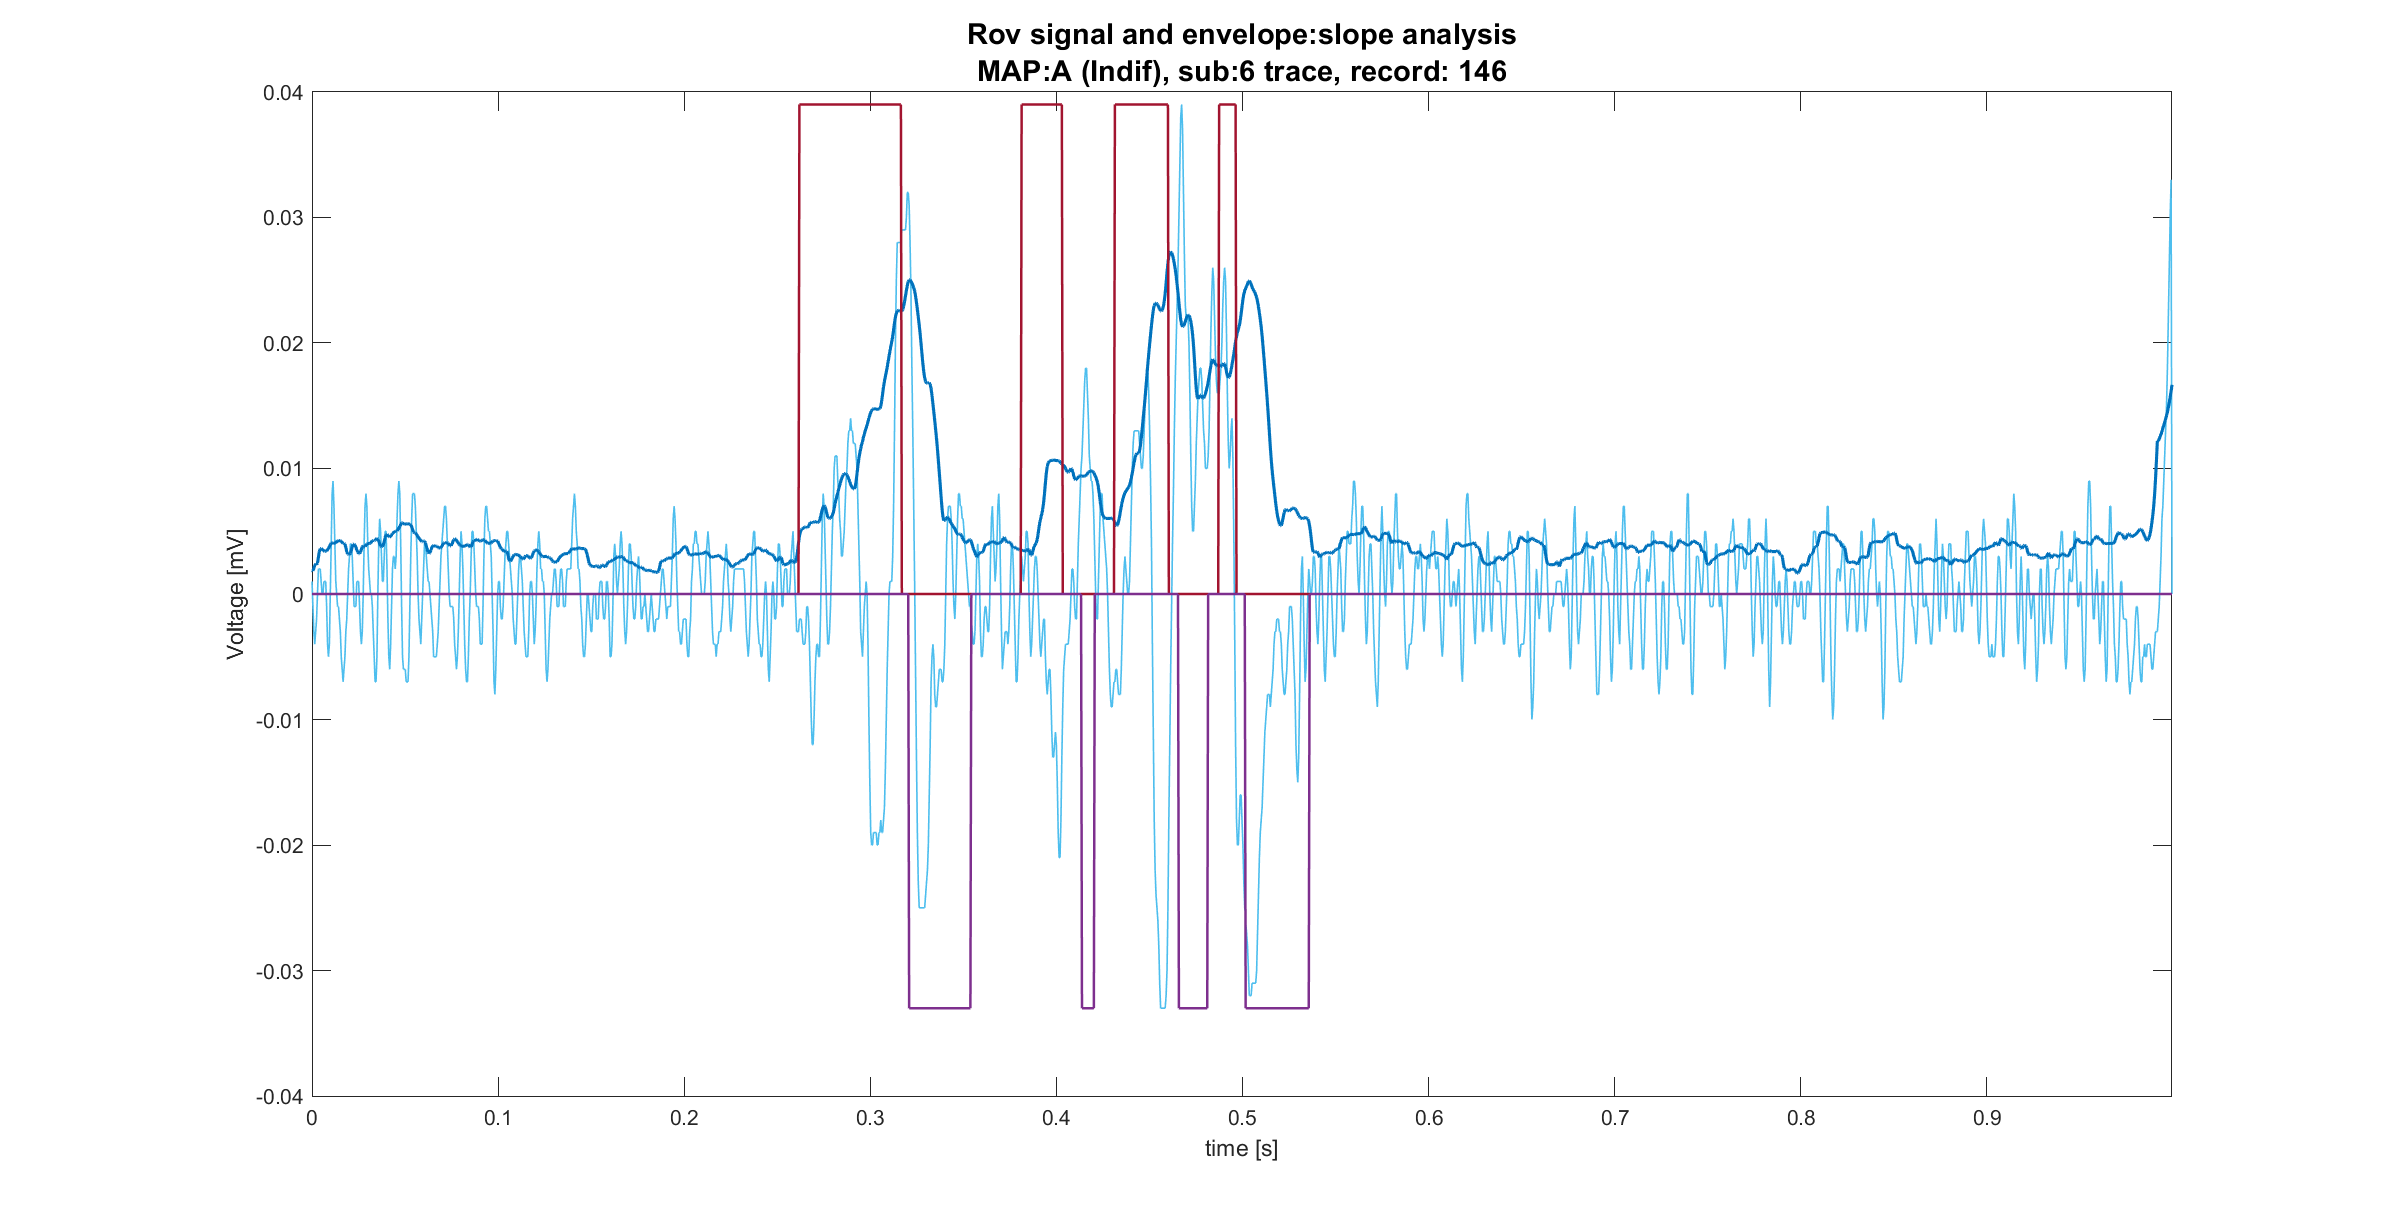 Rov signal and envelope:slope analysis
MAP:A (Indif), sub:6 trace, record: 146
0.04
0.03
0.02
0.01
0
-0.01
-0.02
-0.03
-0.04
Voltage [mV]
0 0.1 0.2 0.3 0.4 0.5 0.6 0.7 0.8 0.9
time [s]